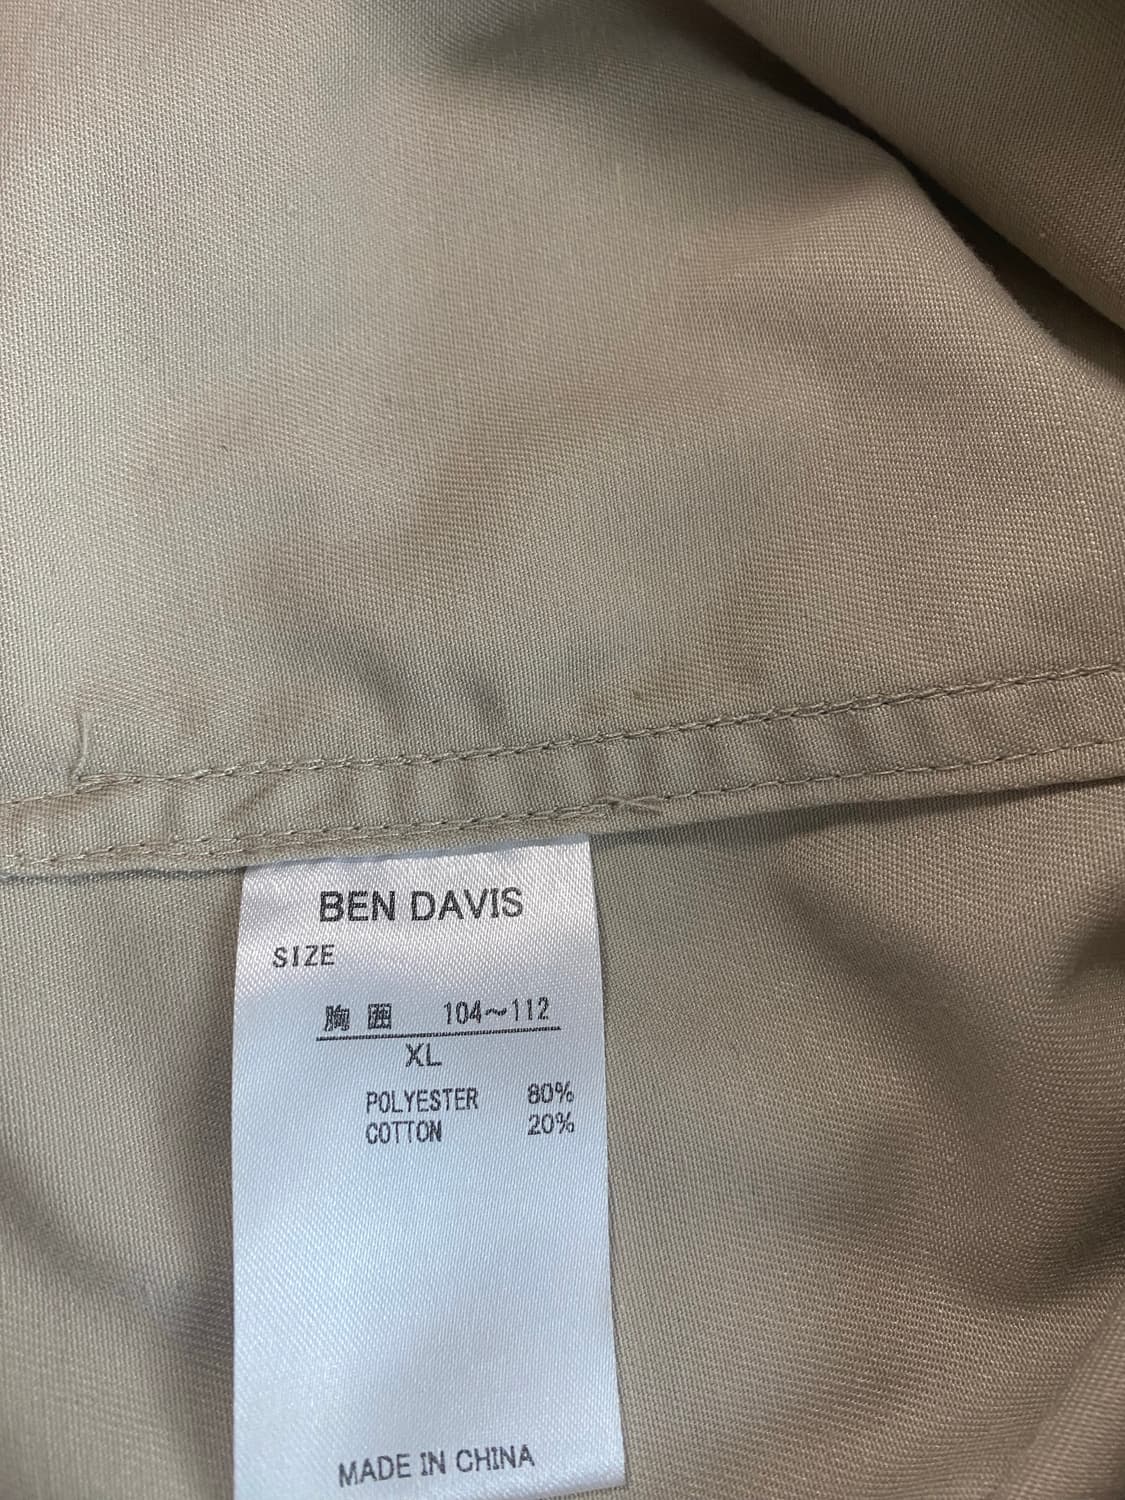 BEN DAVIS
SIZE
胸 囲 104～112
XL
POLYESTER 80%
COTTON 20%
MADE IN CHINA